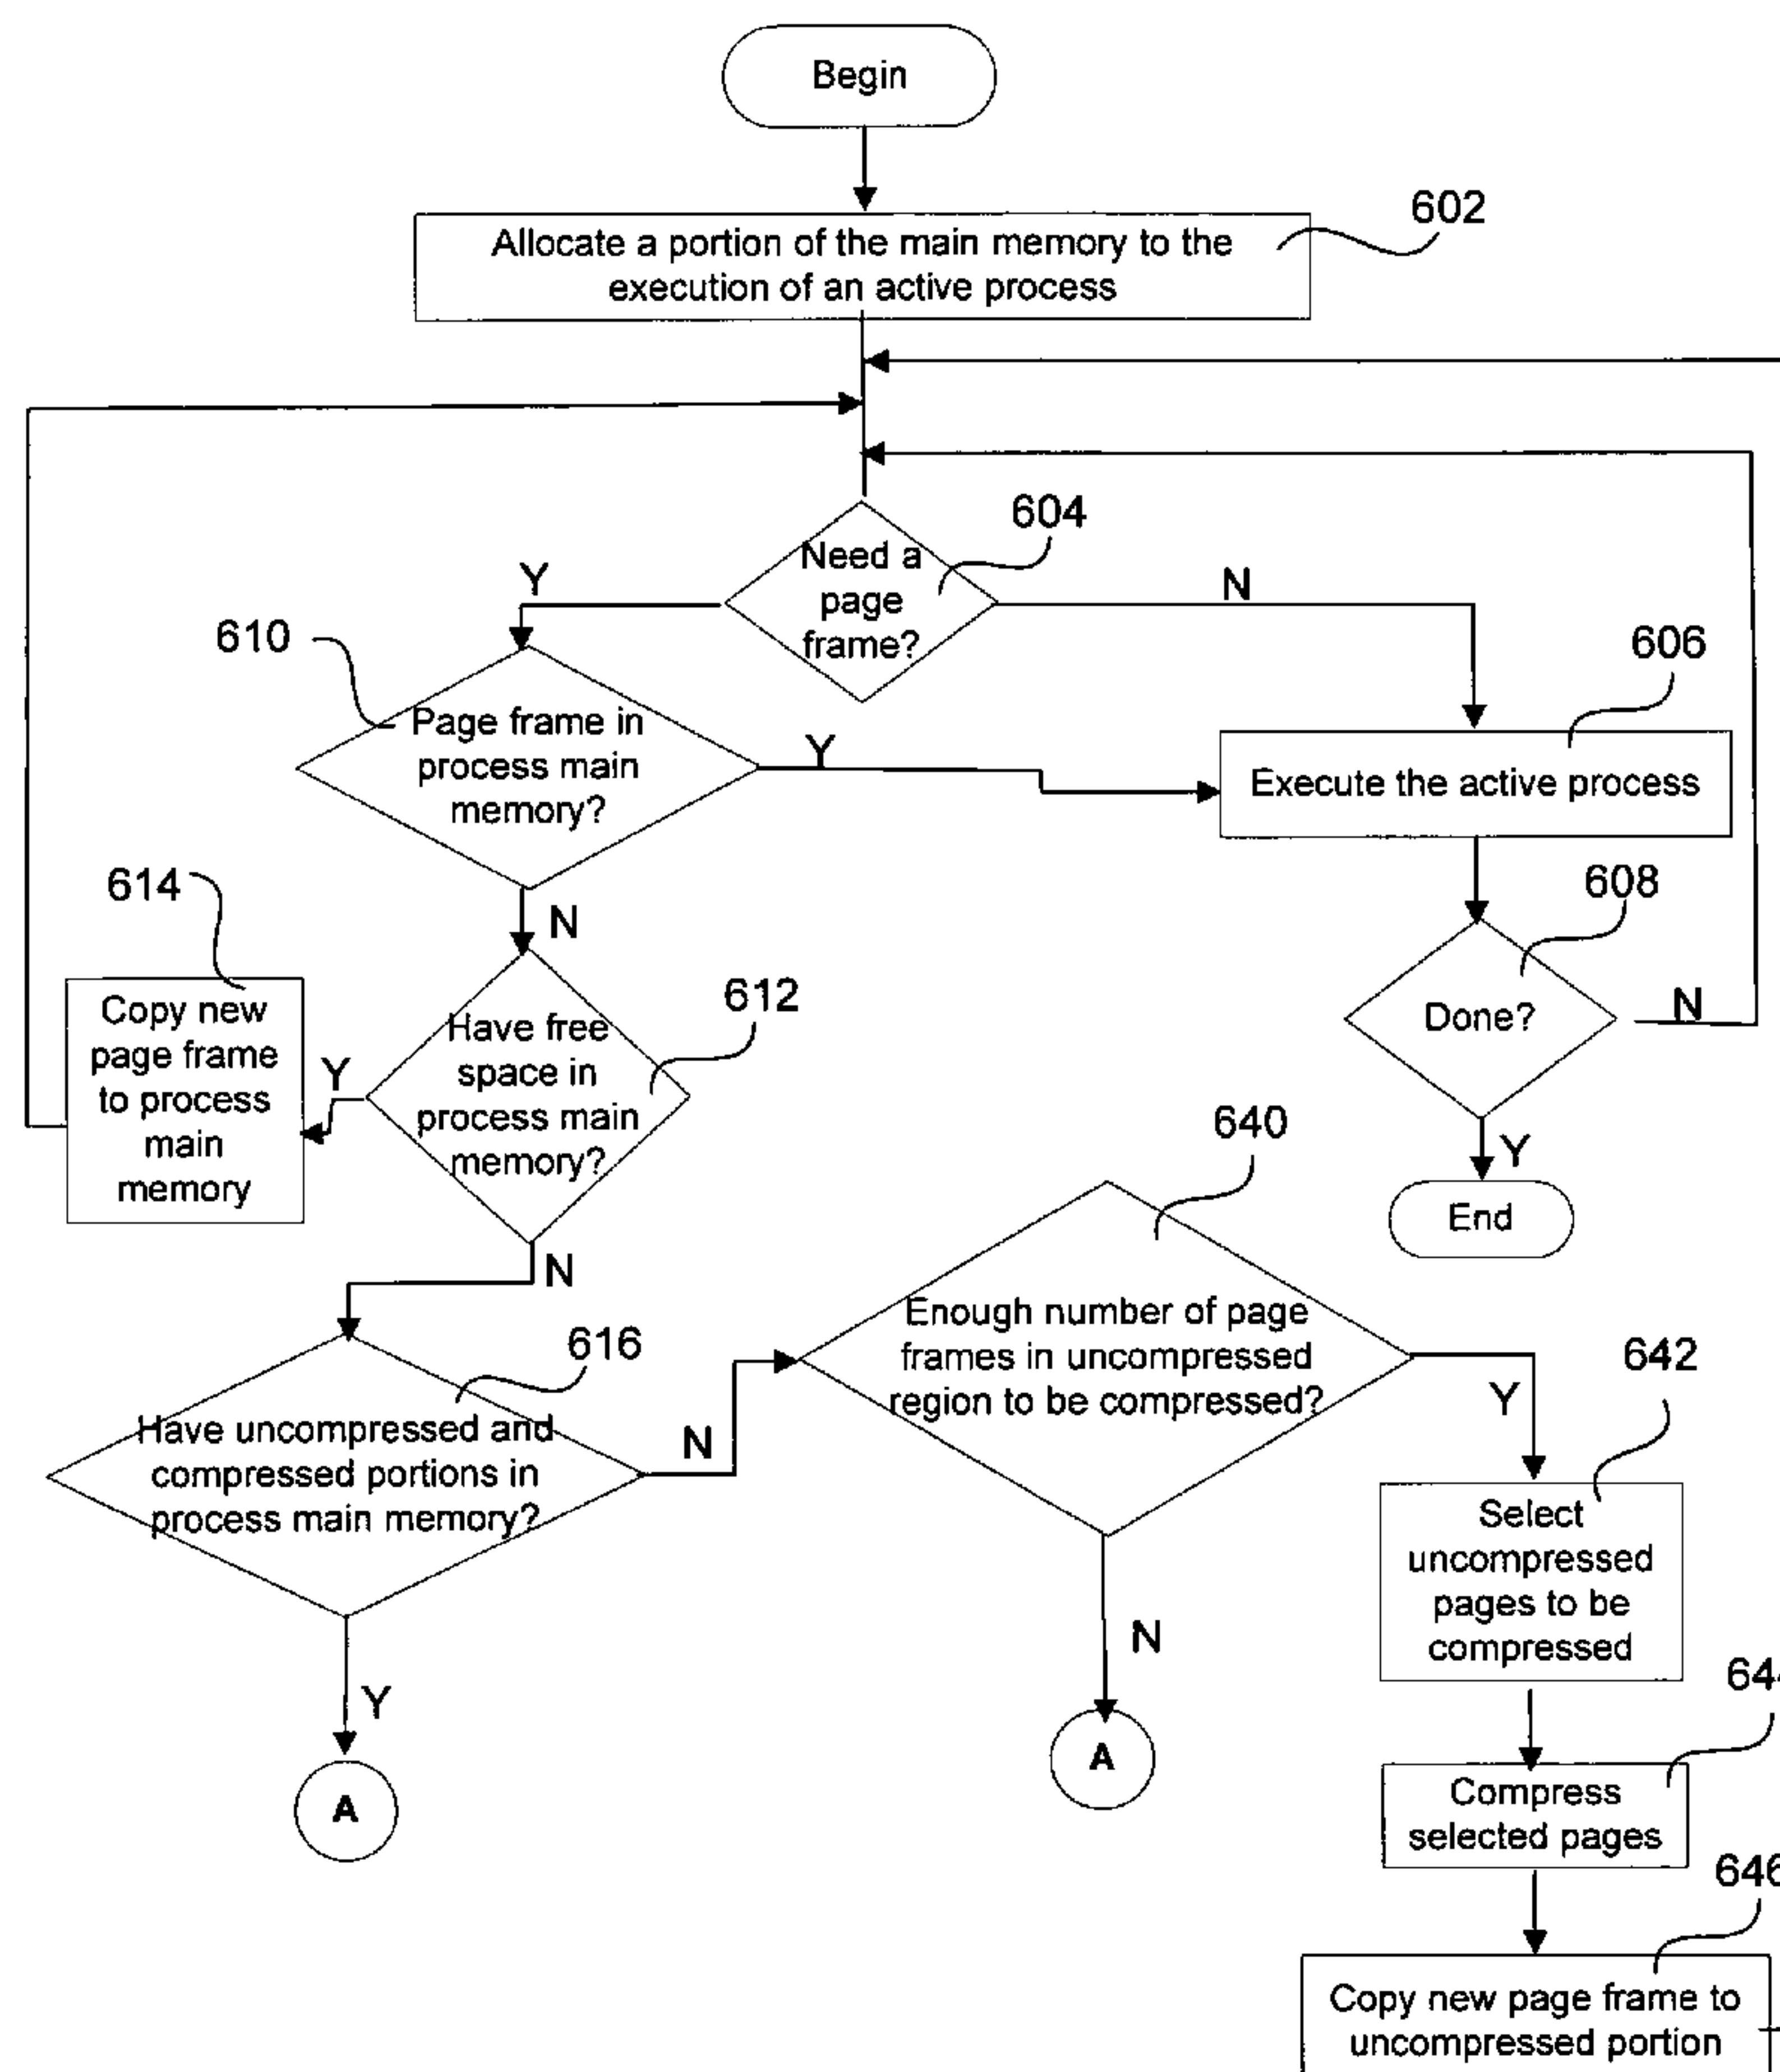 Begin
602
Allocate a portion of the main memory to the
execution of an active process
604
Need a
page
frame?
Y
N
610
Page frame in
process main
memory?
Y
606
Execute the active process
N
614
Copy new
page frame
to process
main
memory
612
Have free
space in
process main
memory?
Y
608
Done?
N
Y
End
N
616
Have uncompressed and
compressed portions in
process main memory?
N
640
Enough number of page
frames in uncompressed
region to be compressed?
Y
642
Select
uncompressed
pages to be
compressed
Y
A
N
A
644
Compress
selected pages
646
Copy new page frame to
uncompressed portion